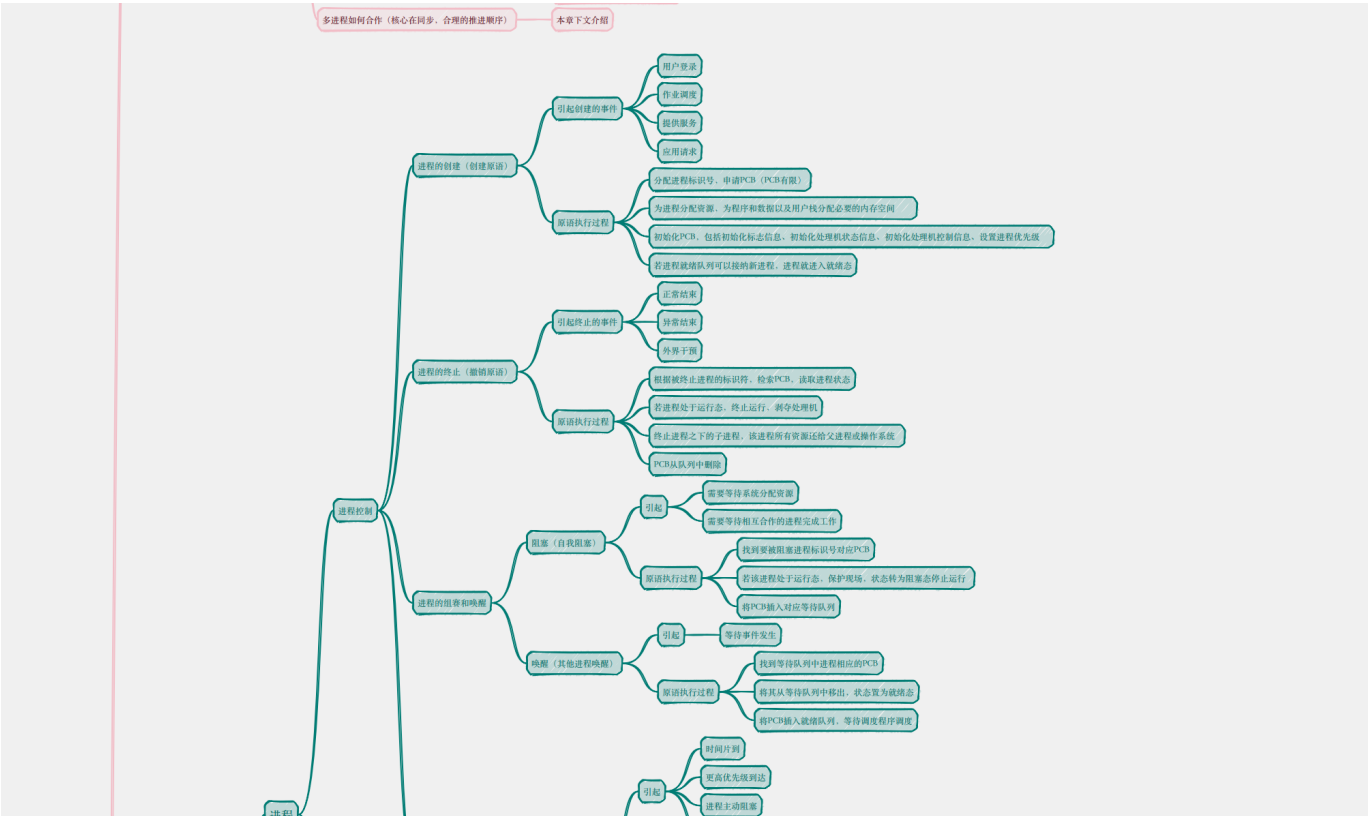 多进程如何合作（核心在同步、合理的推进顺序）
本章下文介绍
用户登录
作业调度
引起创建的事件
提供服务
应用请求
进程的创建（创建原语）
分配进程标识号、申请PCB（PCB有限）
为进程分配资源、为程序和数据以及用户栈分配必要的内存空间
原语执行过程
初始化PCB，包括初始化标志信息、初始化处理机状态信息、初始化处理机控制信息、设置进程优先级
若进程就绪队列可以接纳新进程，进程就进入就绪态
正常结束
引起终止的事件
异常结束
外界干预
进程的终止（撤销原语）
根据被终止进程的标识符，检索PCB，读取进程状态
若进程处于运行态，终止运行、剥夺处理机
原语执行过程
终止进程之下的子进程，该进程所有资源还给父进程或操作系统
PCB从队列中删除
进程控制
需要等待系统分配资源
引起
需要等待相互合作的进程完成工作
阻塞（自我阻塞）
找到要被阻塞进程标识号对应PCB
原语执行过程
若该进程处于运行态，保护现场，状态转为阻塞态停止运行
将PCB插入对应等待队列
进程的组赛和唤醒
引起
等待事件发生
唤醒（其他进程唤醒）
找到等待队列中进程相应的PCB
原语执行过程
将其从等待队列中移出，状态置为就绪态
将PCB插入就绪队列，等待调度程序调度
时间片到
更高优先级到达
引起
进程主动阻塞
进程